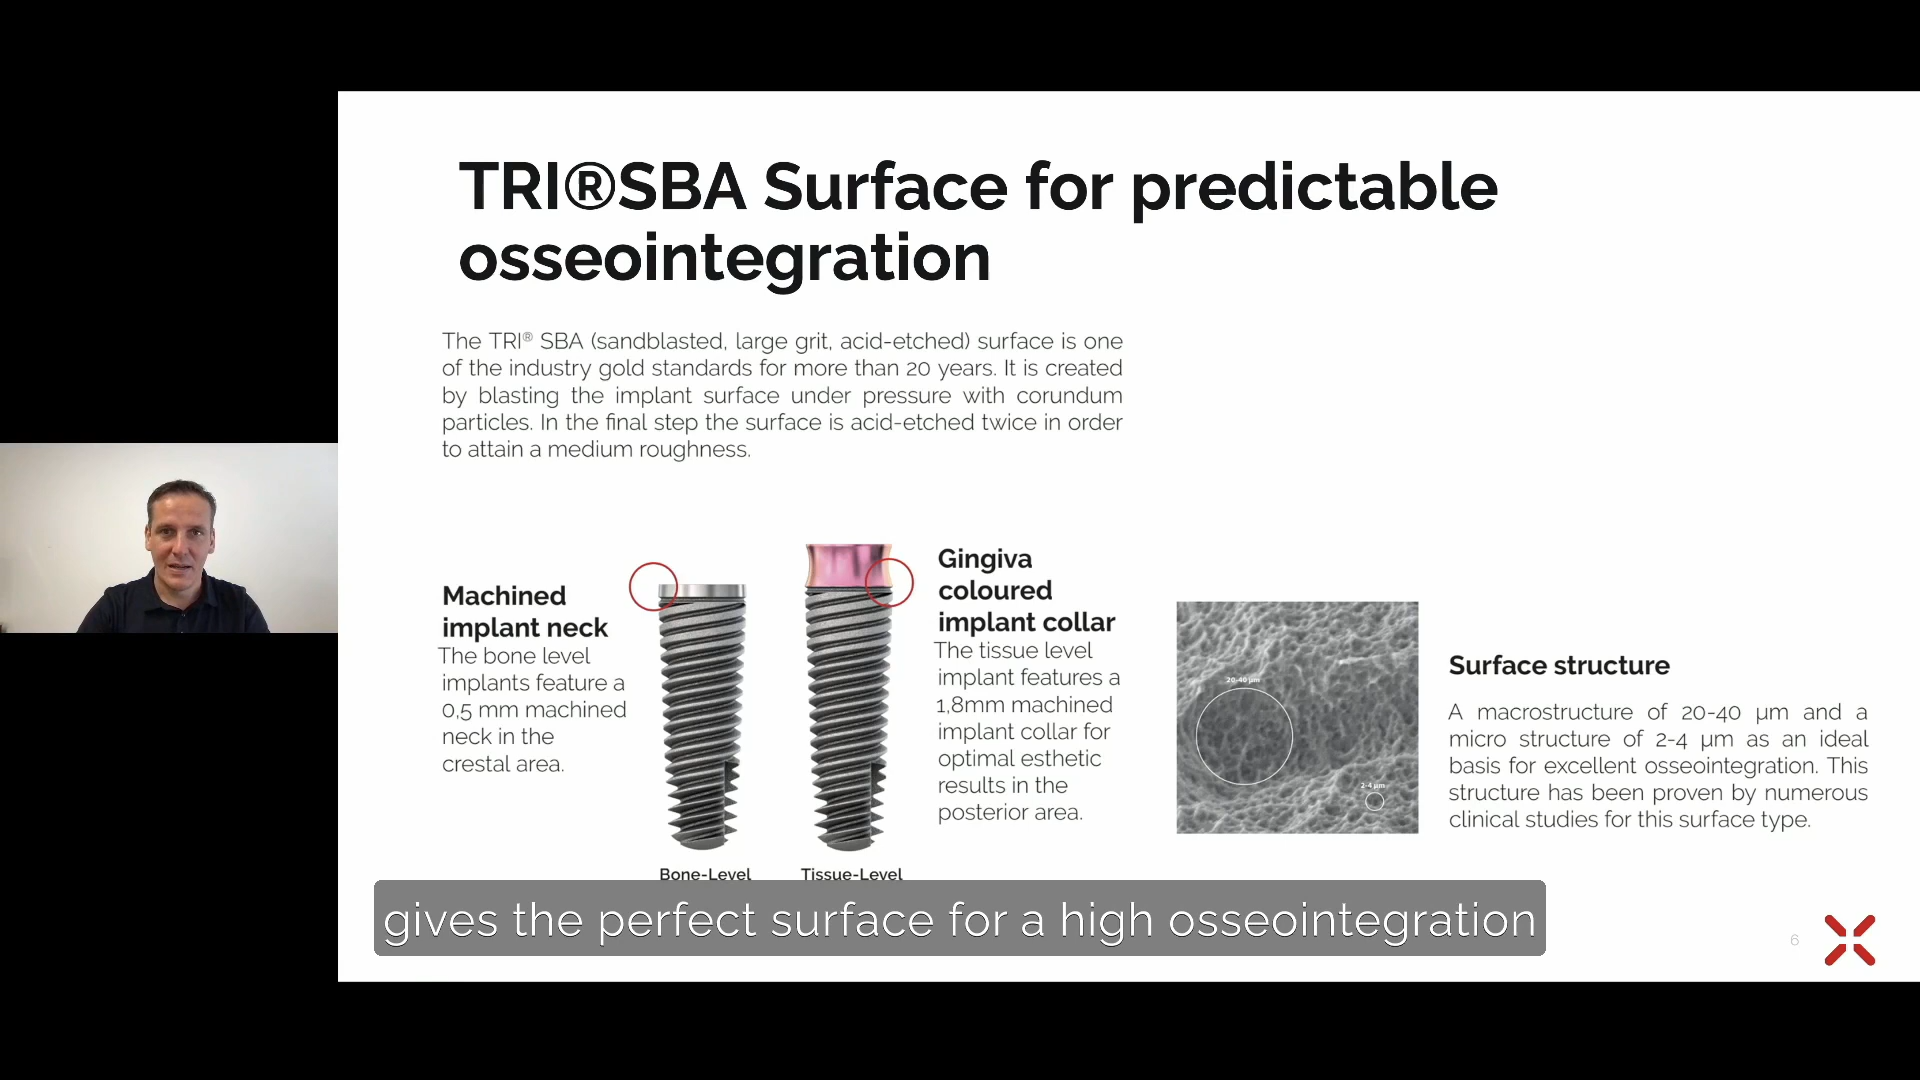 TRI®SBA Surface for predictable
osseointegration
The TRI® SBA (sandblasted, large grit, acid-etched) surface is one
of the industry gold standards for more than 20 years. It is created
by blasting the implant surface under pressure with corundum
particles. In the final step the surface is acid-etched twice in order
to attain a medium roughness.
Machined
implant neck
The bone level
implants feature a
0,5 mm machined
neck in the
crestal area.
Bone-Level
Tissue-Level
Gingiva
coloured
implant collar
The tissue level
implant features a
1,8mm machined
implant collar for
optimal esthetic
results in the
posterior area.
20-40 µm
2-4 µm
Surface structure
A macrostructure of 20-40 µm and a
micro structure of 2-4 µm as an ideal
basis for excellent osseointegration. This
structure has been proven by numerous
clinical studies for this surface type.
gives the perfect surface for a high osseointegration
6